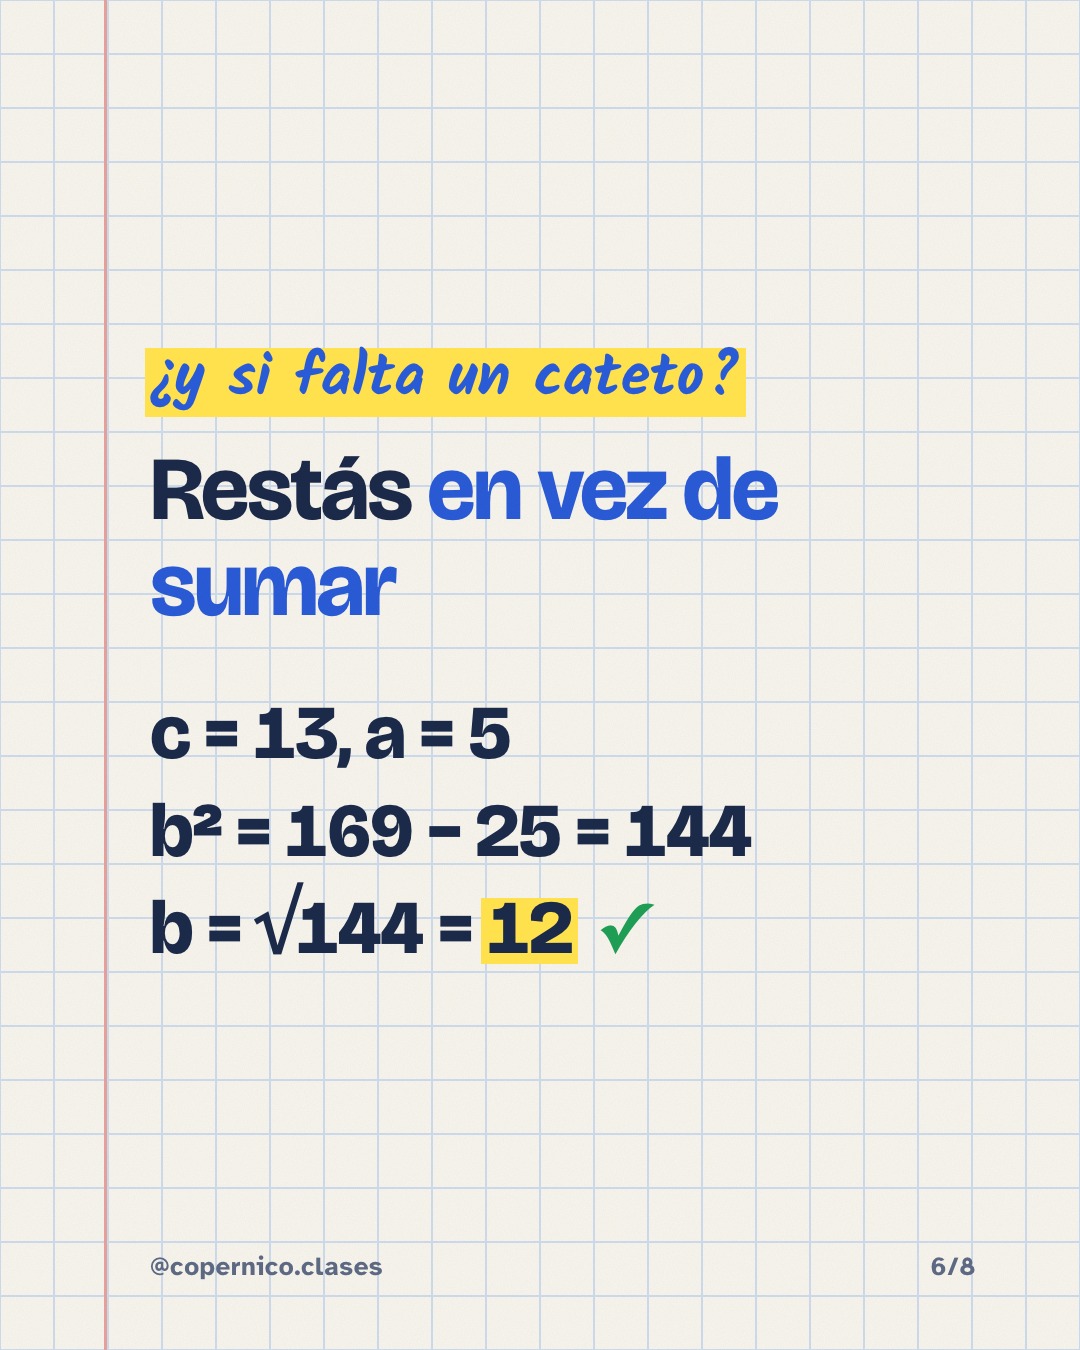 ¿y si falta un cateto?
Restás en vez de
sumar
c = 13, a = 5
b² = 169 − 25 = 144
b = √144 = 12 ✓
@copernico.clases
6/8